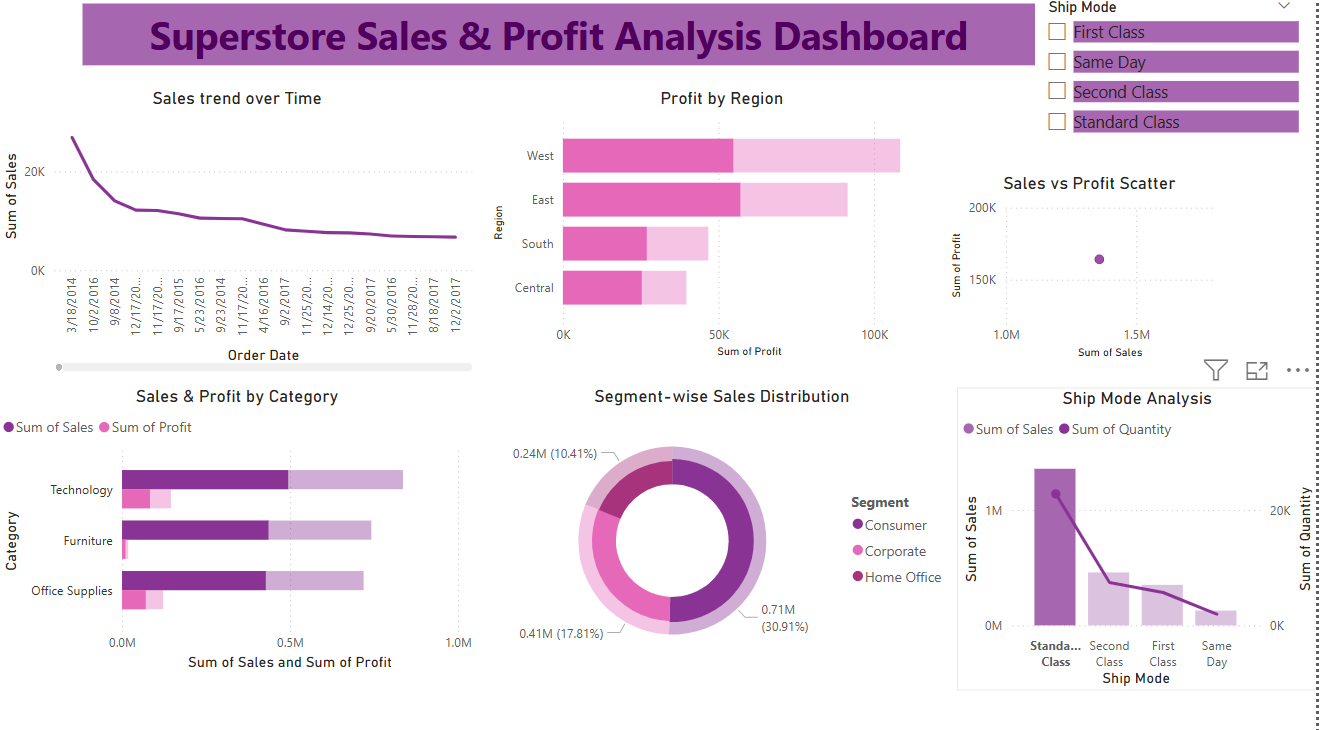 Superstore Sales & Profit Analysis Dashboard
Ship Mode
First Class
Same Day
Second Class
Standard Class
Sales trend over Time
Sum of Sales
20K
0K
3/18/2014
10/2/2016
9/8/2014
12/17/20...
11/17/20...
9/17/2015
5/23/2016
9/23/2014
11/17/20...
4/16/2016
9/2/2017
11/25/20...
12/14/20...
12/25/20...
9/20/2017
5/30/2016
11/28/20...
8/18/2017
12/2/2017
Order Date
Profit by Region
Region
West
East
South
Central
0K
50K
100K
Sum of Profit
Sales vs Profit Scatter
Sum of Profit
200K
150K
1.0M
1.5M
Sum of Sales
Sales & Profit by Category
Sum of Sales
Sum of Profit
Category
Technology
Furniture
Office Supplies
0.0M
0.5M
1.0M
Sum of Sales and Sum of Profit
Segment-wise Sales Distribution
0.24M (10.41%)
0.41M (17.81%)
0.71M
(30.91%)
Segment
Consumer
Corporate
Home Office
Ship Mode Analysis
Sum of Sales
Sum of Quantity
Sum of Sales
1M
0M
20K
0K
Sum of Quantity
Standa...
Class
Second
Class
First
Class
Same
Day
Ship Mode